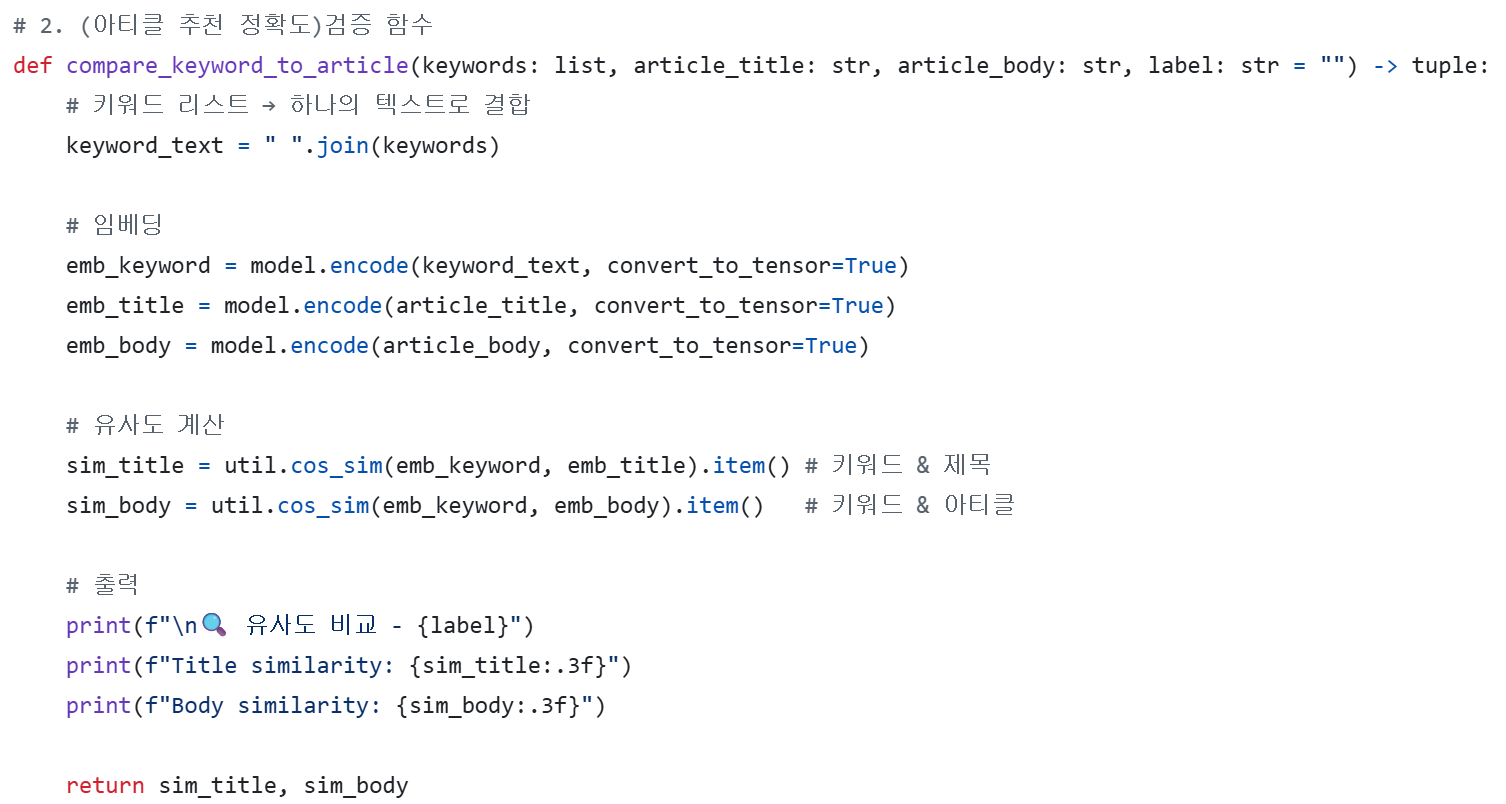 # 2. (아티클 추천 정확도)검증 함수
def compare_keyword_to_article(keywords: list, article_title: str, article_body: str, label: str = "") -> tuple:
    # 키워드 리스트 → 하나의 텍스트로 결합
    keyword_text = " ".join(keywords)

    # 임베딩
    emb_keyword = model.encode(keyword_text, convert_to_tensor=True)
    emb_title = model.encode(article_title, convert_to_tensor=True)
    emb_body = model.encode(article_body, convert_to_tensor=True)

    # 유사도 계산
    sim_title = util.cos_sim(emb_keyword, emb_title).item() # 키워드 & 제목
    sim_body = util.cos_sim(emb_keyword, emb_body).item()   # 키워드 & 아티클

    # 출력
    print(f"\n🔍 유사도 비교 - {label}")
    print(f"Title similarity: {sim_title:.3f}")
    print(f"Body similarity: {sim_body:.3f}")

    return sim_title, sim_body